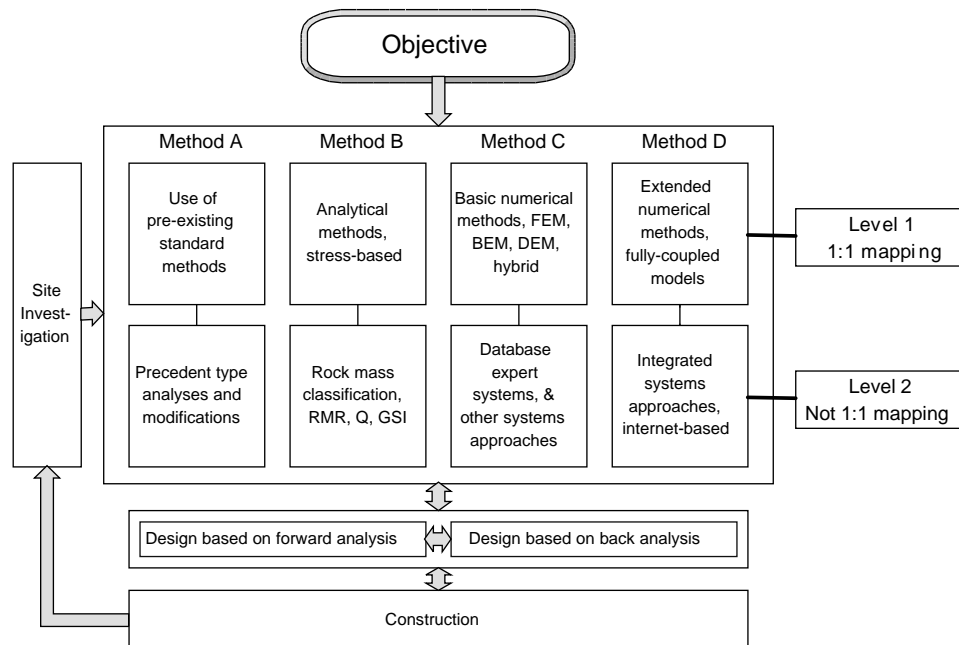 Objective
Method A
Method B
Method C
Method D
Use of
pre-existing
standard
methods
Analytical
methods,
stress-based
Basic numerical
methods, FEM,
BEM, DEM,
hybrid
Extended
numerical
methods,
fully-coupled
models
Level 1
1:1 mapping
Site
Invest-
igation
Precedent type
analyses and
modifications
Rock mass
classification,
RMR, Q, GSI
Database
expert
systems, &
other systems
approaches
Integrated
systems
approaches,
internet-based
Level 2
Not 1:1 mapping
Design based on forward analysis
Design based on back analysis
Construction